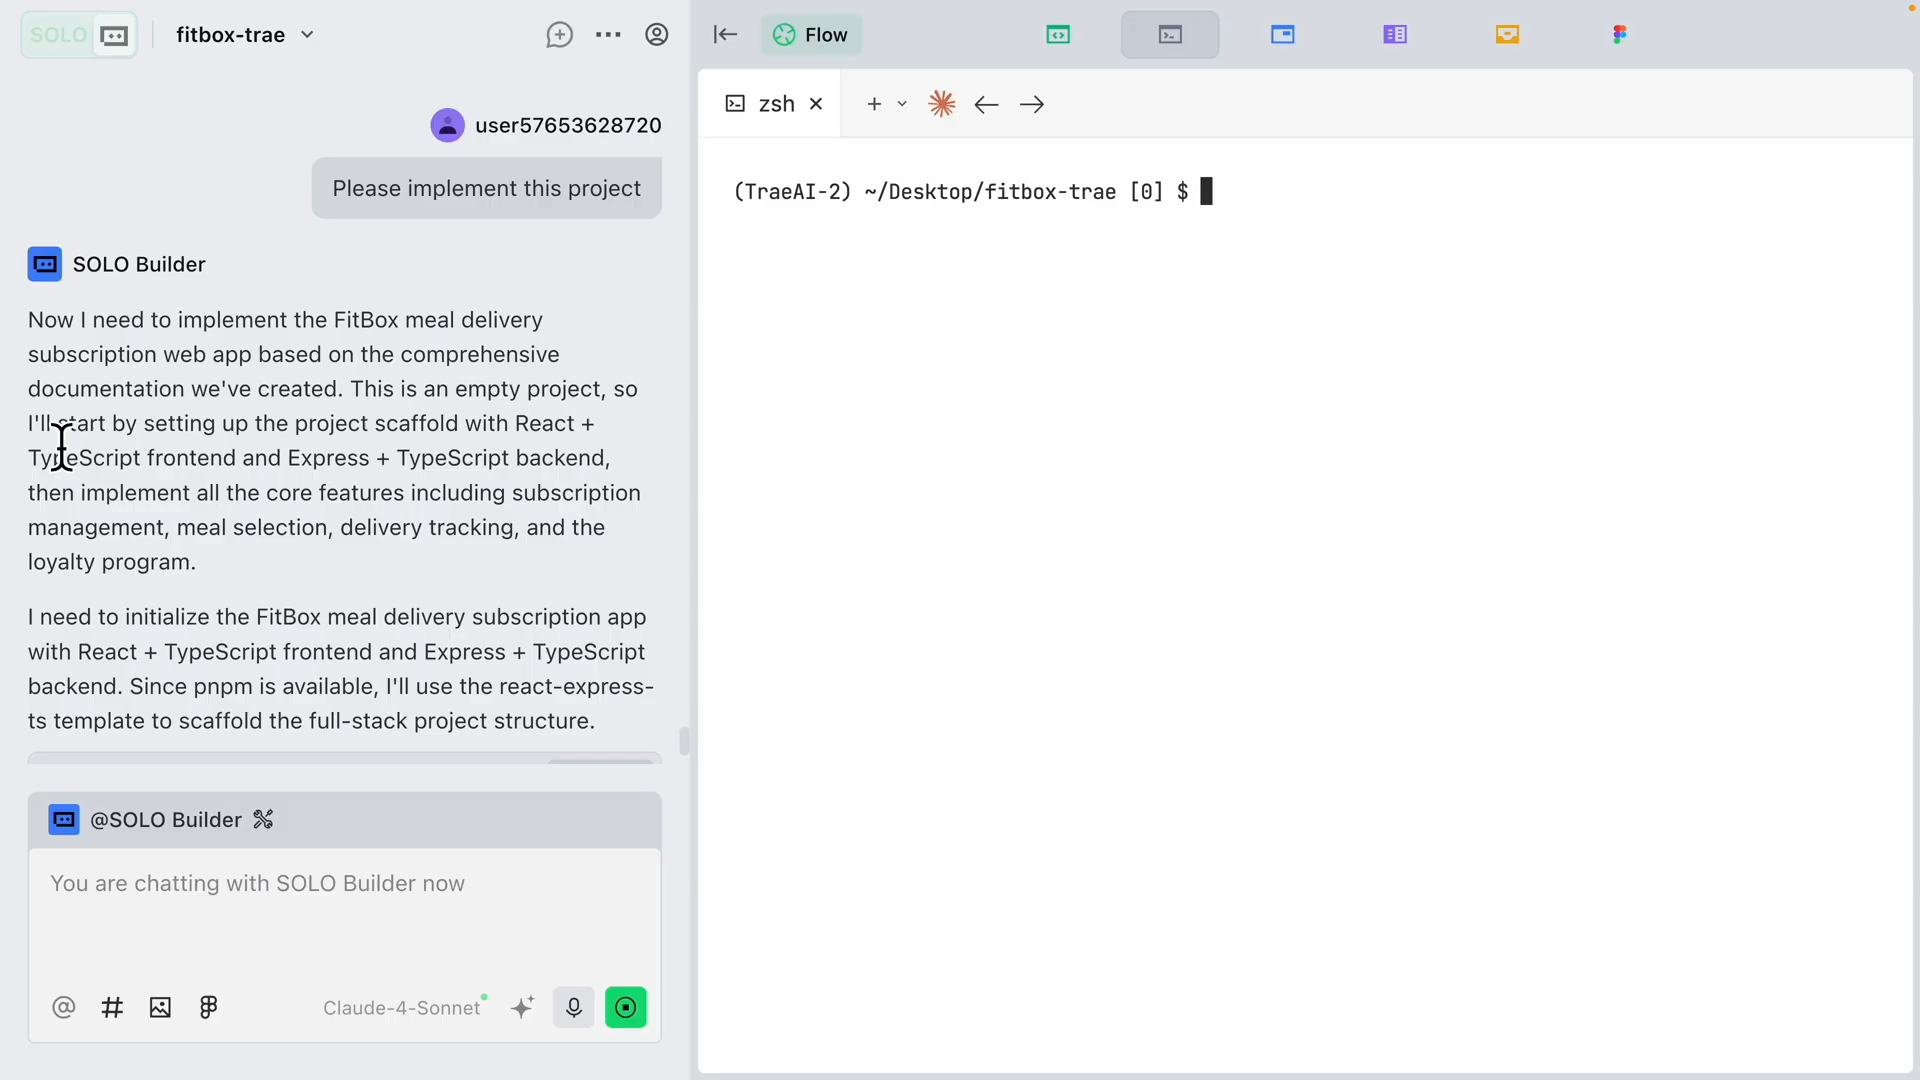 SOLO
fitbox-trae
Flow
zsh
user57653628720
Please implement this project
(TraeAI-2) ~/Desktop/fitbox-trae [0] $
SOLO Builder
Now I need to implement the FitBox meal delivery
subscription web app based on the comprehensive
documentation we've created. This is an empty project, so
I'll start by setting up the project scaffold with React +
TypeScript frontend and Express + TypeScript backend,
then implement all the core features including subscription
management, meal selection, delivery tracking, and the
loyalty program.
I need to initialize the FitBox meal delivery subscription app
with React + TypeScript frontend and Express + TypeScript
backend. Since pnpm is available, I'll use the react-express-
ts template to scaffold the full-stack project structure.
@SOLO Builder
You are chatting with SOLO Builder now
Claude-4-Sonnet